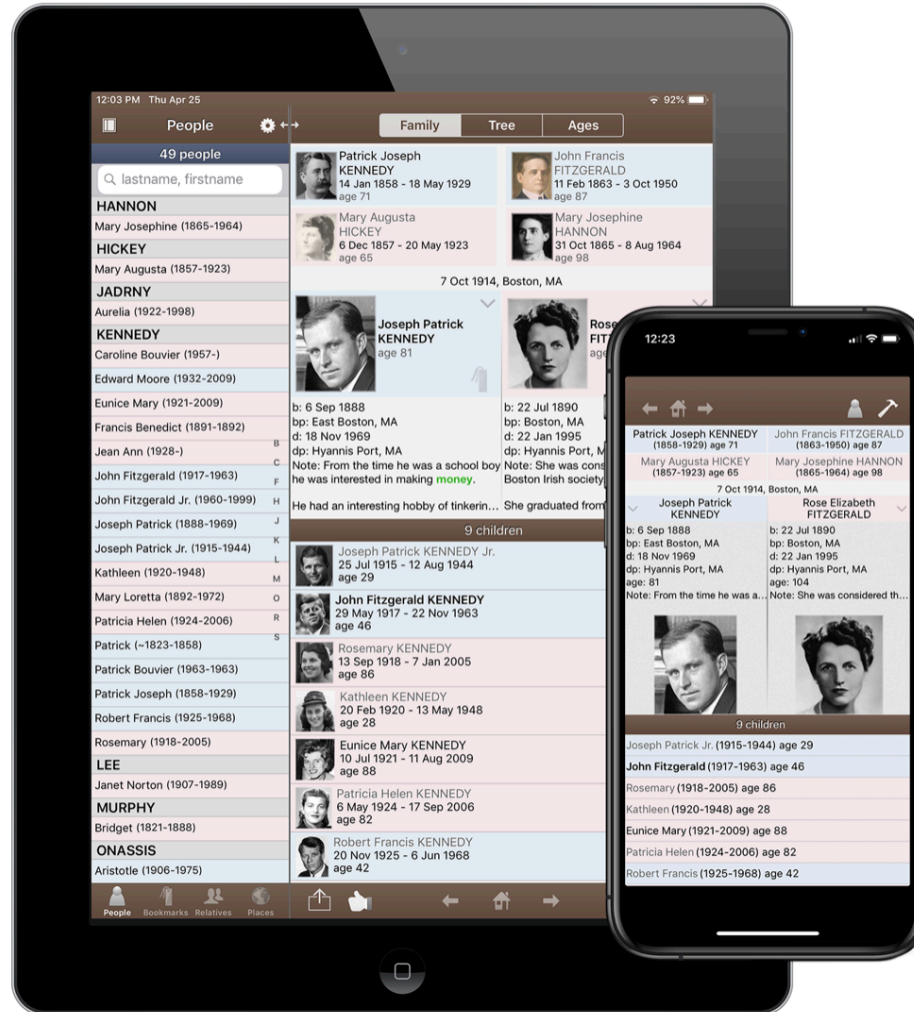 12:03 PM Thu Apr 25
92%
People
49 people
lastname, firstname
HANNON
Mary Josephine (1865-1964)
HICKEY
Mary Augusta (1857-1923)
JADRNY
Aurelia (1922-1998)
KENNEDY
Caroline Bouvier (1957-)
Edward Moore (1932-2009)
Eunice Mary (1921-2009)
Francis Benedict (1891-1892)
Jean Ann (1928-)
John Fitzgerald (1917-1963)
John Fitzgerald Jr. (1960-1999)
Joseph Patrick (1888-1969)
Joseph Patrick Jr. (1915-1944)
Kathleen (1920-1948)
Mary Loretta (1892-1972)
Patricia Helen (1924-2006)
Patrick (~1823-1858)
Patrick Bouvier (1963-1963)
Patrick Joseph (1858-1929)
Robert Francis (1925-1968)
Rosemary (1918-2005)
LEE
Janet Norton (1907-1989)
MURPHY
Bridget (1821-1888)
ONASSIS
Aristotle (1906-1975)
B
C
F
H
J
K
L
M
O
R
S
People Bookmarks Relatives Places
Family Tree Ages
Patrick Joseph
KENNEDY
14 Jan 1858 - 18 May 1929
age 71
John Francis
FITZGERALD
11 Feb 1863 - 3 Oct 1950
age 87
Mary Augusta
HICKEY
6 Dec 1857 - 20 May 1923
age 65
Mary Josephine
HANNON
31 Oct 1865 - 8 Aug 1964
age 98
7 Oct 1914, Boston, MA
Joseph Patrick
KENNEDY
age 81
b: 6 Sep 1888
bp: East Boston, MA
d: 18 Nov 1969
dp: Hyannis Port, MA
Note: From the time he was a school boy
he was interested in making money.
He had an interesting hobby of tinkerin...
Rose
FIT
age
b: 22 Jul 1890
bp: Boston, MA
d: 22 Jan 1995
dp: Hyannis Port, M
Note: She was cons
Boston Irish society
She graduated from
9 children
Joseph Patrick KENNEDY Jr.
25 Jul 1915 - 12 Aug 1944
age 29
John Fitzgerald KENNEDY
29 May 1917 - 22 Nov 1963
age 46
Rosemary KENNEDY
13 Sep 1918 - 7 Jan 2005
age 86
Kathleen KENNEDY
20 Feb 1920 - 13 May 1948
age 28
Eunice Mary KENNEDY
10 Jul 1921 - 11 Aug 2009
age 88
Patricia Helen KENNEDY
6 May 1924 - 17 Sep 2006
age 82
Robert Francis KENNEDY
20 Nov 1925 - 6 Jun 1968
age 42
12:23
Patrick Joseph KENNEDY
(1858-1929) age 71
John Francis FITZGERALD
(1863-1950) age 87
Mary Augusta HICKEY
(1857-1923) age 65
Mary Josephine HANNON
(1865-1964) age 98
7 Oct 1914, Boston, MA
Joseph Patrick
KENNEDY
Rose Elizabeth
FITZGERALD
b: 6 Sep 1888
bp: East Boston, MA
d: 18 Nov 1969
dp: Hyannis Port, MA
age: 81
Note: From the time he was a...
b: 22 Jul 1890
bp: Boston, MA
d: 22 Jan 1995
dp: Hyannis Port, MA
age: 104
Note: She was considered th...
9 children
Joseph Patrick Jr. (1915-1944) age 29
John Fitzgerald (1917-1963) age 46
Rosemary (1918-2005) age 86
Kathleen (1920-1948) age 28
Eunice Mary (1921-2009) age 88
Patricia Helen (1924-2006) age 82
Robert Francis (1925-1968) age 42